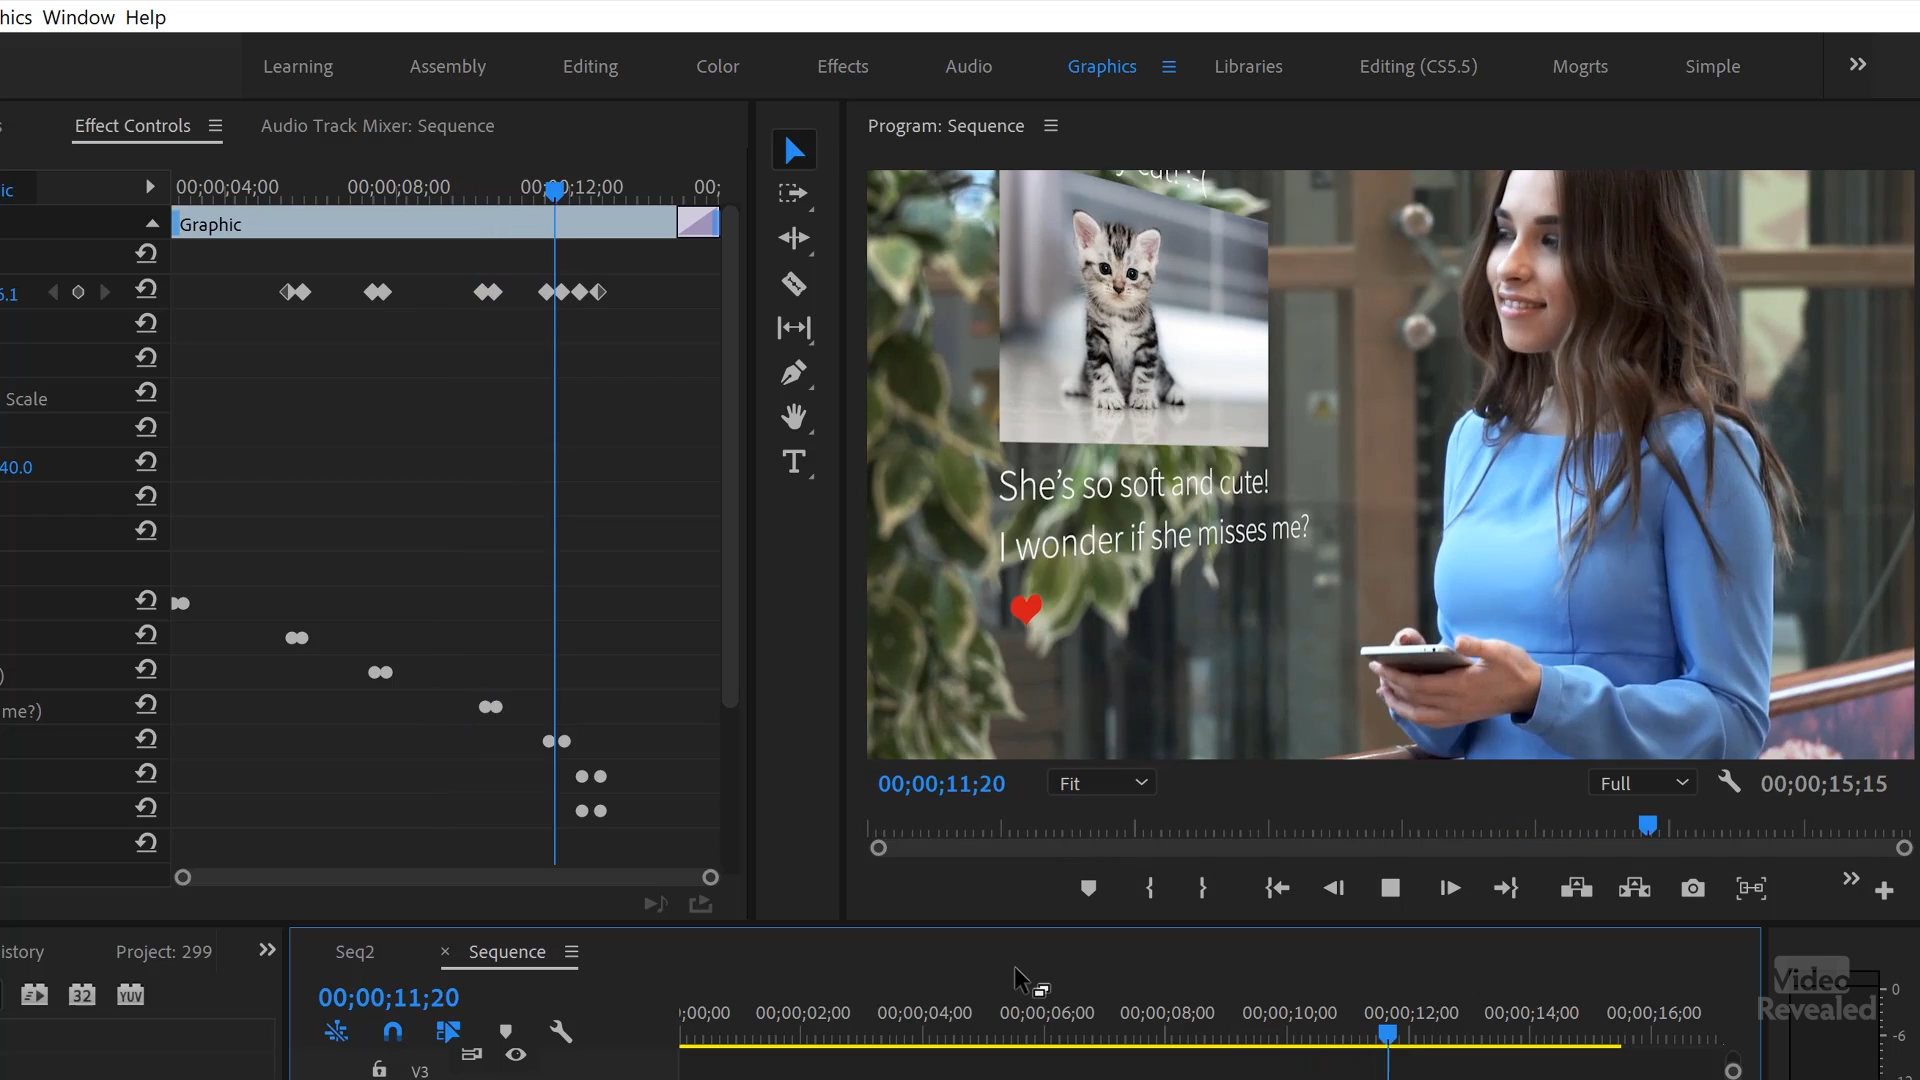 hics Window Help
Learning Assembly Editing Color Effects Audio Graphics Libraries Editing (CS5.5) Mogrts Simple
Effect Controls Audio Track Mixer: Sequence
Program: Sequence
ic 00;00;04;00 00;00;08;00 00;00;12;00 00;
Graphic
6.1
Scale
40.0
)
me?)
She's so soft and cute!
I wonder if she misses me?
00;00;11;20 Fit Full 00;00;15;15
istory Project: 299
Seq2 × Sequence
32 YUV
00;00;11;20
;00;00 00;00;02;00 00;00;04;00 00;00;06;00 00;00;08;00 00;00;10;00 00;00;12;00 00;00;14;00 00;00;16;00
V3
Video
Revealed
0
-6